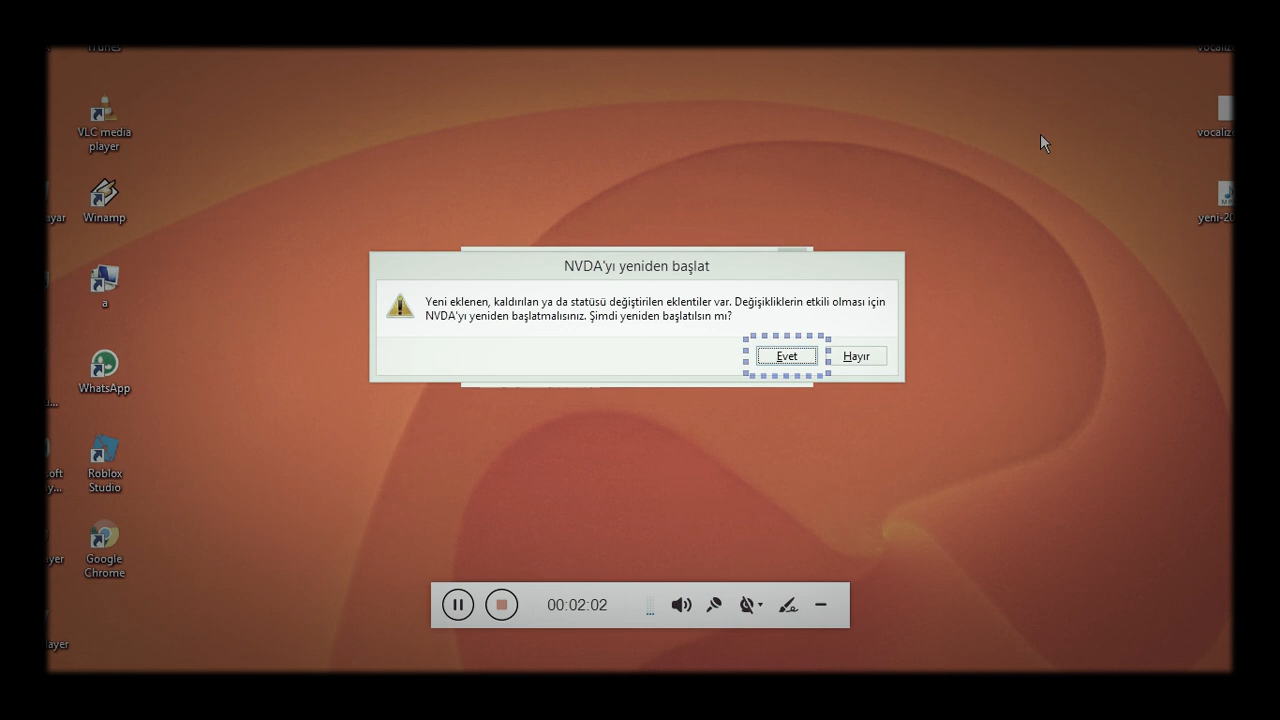 iTunes
VLC media
player
Winamp
a
WhatsApp
Roblox
Studio
Google
Chrome
NVDA'yı yeniden başlat
Yeni eklenen, kaldırılan ya da statüsü değiştirilen eklentiler var. Değişikliklerin etkili olması için
NVDA'yı yeniden başlatmalısınız. Şimdi yeniden başlatılsın mı?
Evet
Hayır
00:02:02